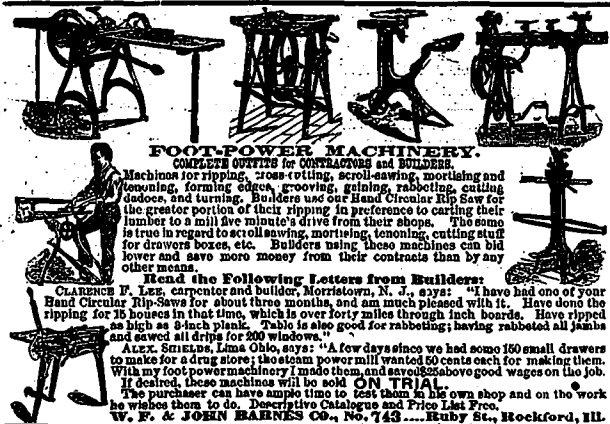 FOOT-POWER MACHINERY.
COMPLETE OUTFITS for CONTRACTORS and BUILDERS.
Machines for ripping, cross-cutting, scroll-sawing, mortising and
tenoning, forming edges, grooving, gaining, rabbeting, cutting
dadoes, and turning. Builders use our Hand Circular Rip Saw for
the greater portion of their ripping in preference to carting their
lumber to a mill five minute's drive from their shops. The same
is true in regard to scroll sawing, mortising, tenoning, cutting stuff
for drawers boxes, etc. Builders using these machines can bid
lower and save more money from their contracts than by any
other means.
Read the Following Letters from Builders:
CLARENCE F. LEE, carpenter and builder, Morristown, N. J., says: "I have had one of your
Hand Circular Rip-Saws for about three months, and am much pleased with it. Have done the
ripping for 15 houses in that time, which is over forty miles through inch boards. Have ripped
as high as 3-inch plank. Table is also good for rabbeting; having rabbeted all jambs
and sawed all drips for 200 windows."
ALEX. SHIELDS, Lima Ohio, says: "A few days since we had some 150 small drawers
to make for a drug store; the steam power mill wanted 50 cents each for making them.
With my foot power machinery I made them, and saved $25 above good wages on the job.
If desired, these machines will be sold ON TRIAL.
The purchaser can have ample time to test them in his own shop and on the work
he wishes them to do. Descriptive Catalogue and Price List Free.
W. F. & JOHN BARNES CO., No. 743....Ruby St., Rockford, Ill.